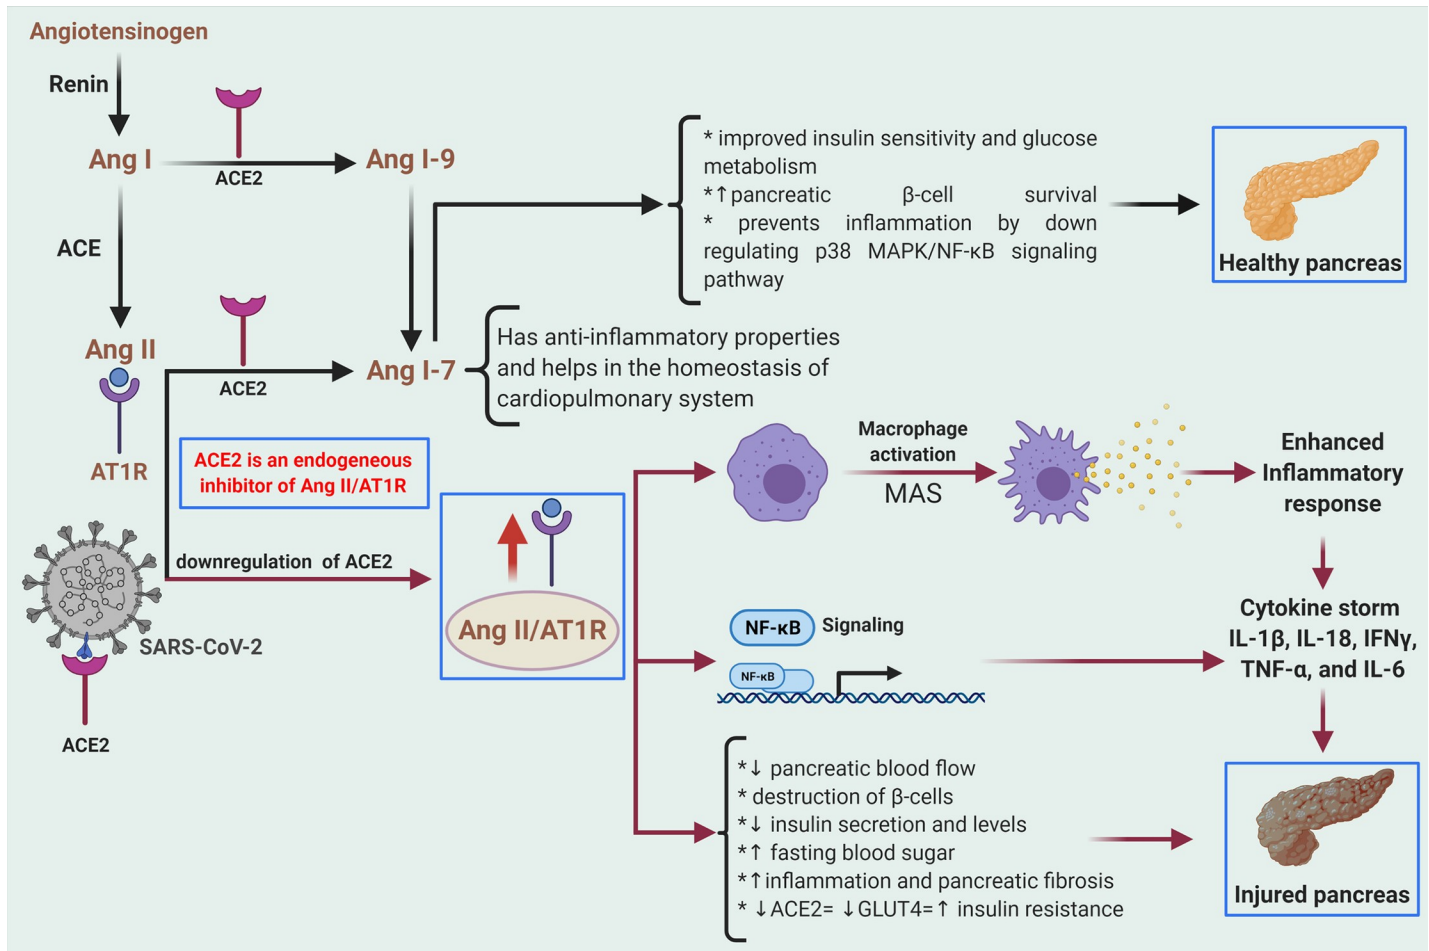 Angiotensinogen
Renin
Ang I
ACE2
Ang I-9
ACE
Ang II
AT1R
ACE2
Ang I-7
* improved insulin sensitivity and glucose
metabolism
*↑pancreatic β-cell survival
* prevents inflammation by down
regulating p38 MAPK/NF-κB signaling
pathway
Healthy pancreas
Has anti-inflammatory properties
and helps in the homeostasis of
cardiopulmonary system
ACE2 is an endogeneous
inhibitor of Ang II/AT1R
downregulation of ACE2
SARS-CoV-2
ACE2
Ang II/AT1R
Macrophage
activation
MAS
Enhanced
Inflammatory
response
NF-κB Signaling
NF-κB
Cytokine storm
IL-1β, IL-18, IFNγ,
TNF-α, and IL-6
*↓ pancreatic blood flow
* destruction of β-cells
*↓ insulin secretion and levels
*↑ fasting blood sugar
*↑inflammation and pancreatic fibrosis
* ↓ACE2= ↓GLUT4=↑ insulin resistance
Injured pancreas